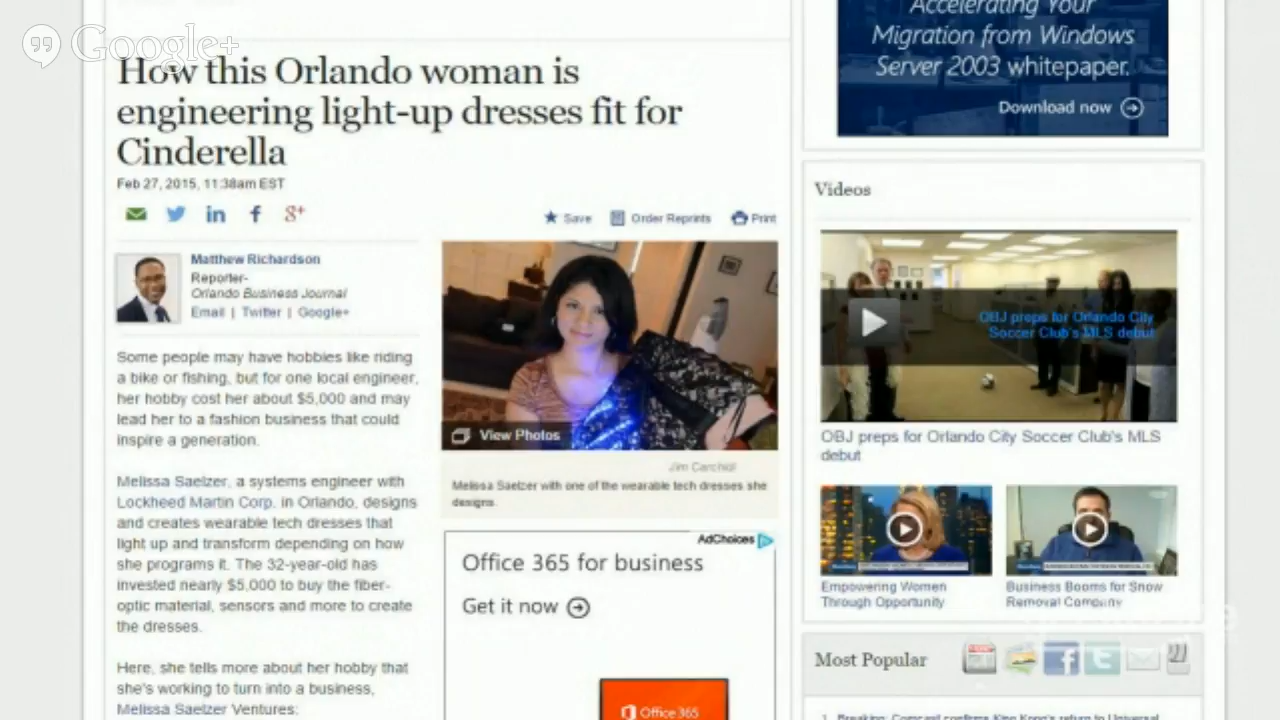 Google+
Accelerating Your
Migration from Windows
Server 2003 whitepaper.
Download now
How this Orlando woman is
engineering light-up dresses fit for
Cinderella
Feb 27, 2015, 11:38am EST
Save
Order Reprints
Print
Matthew Richardson
Reporter-
Orlando Business Journal
Email | Twitter | Google+
Some people may have hobbies like riding
a bike or fishing, but for one local engineer,
her hobby cost her about $5,000 and may
lead her to a fashion business that could
inspire a generation.
Melissa Saelzer, a systems engineer with
Lockheed Martin Corp. in Orlando, designs
and creates wearable tech dresses that
light up and transform depending on how
she programs it. The 32-year-old has
invested nearly $5,000 to buy the fiber-
optic material, sensors and more to create
the dresses.
Here, she tells more about her hobby that
she's working to turn into a business,
Melissa Saelzer Ventures:
View Photos
Jim Carchidi
Melissa Saelzer with one of the wearable tech dresses she
designs.
AdChoices
Office 365 for business
Get it now
Office 365
Videos
OBJ preps for Orlando City
Soccer Club's MLS debut
OBJ preps for Orlando City Soccer Club's MLS
debut
Empowering Women
Through Opportunity
Business Booms for Snow
Removal Company
Most Popular
1. Breaking: Comcast confirms King Kong's return to Universal